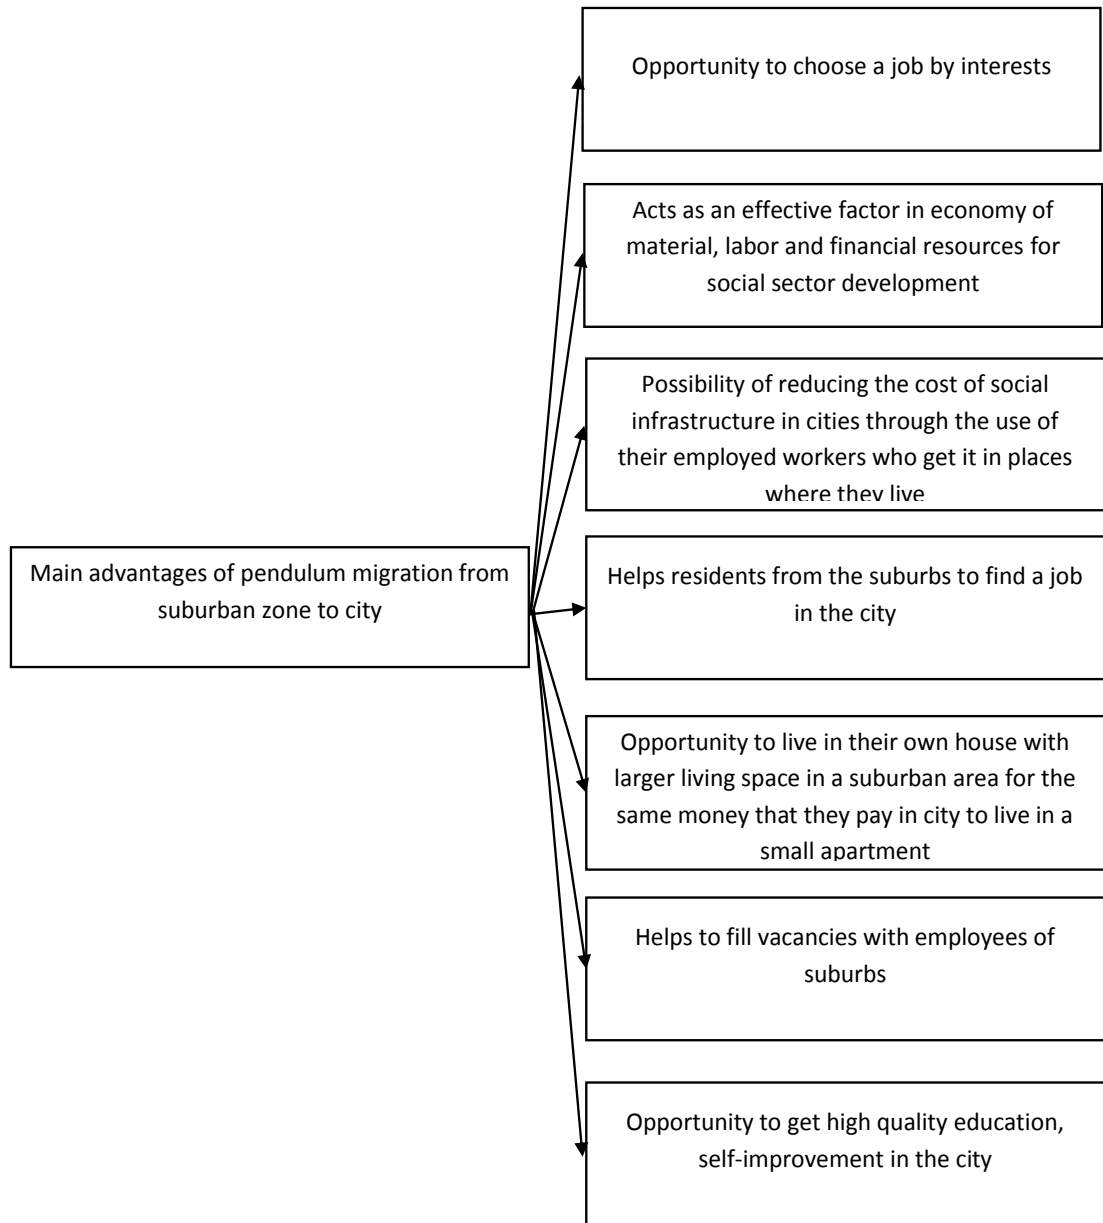 Opportunity to choose a job by interests
Acts as an effective factor in economy of
material, labor and financial resources for
social sector development
Possibility of reducing the cost of social
infrastructure in cities through the use of
their employed workers who get it in places
where they live
Main advantages of pendulum migration from
suburban zone to city
Helps residents from the suburbs to find a job
in the city
Opportunity to live in their own house with
larger living space in a suburban area for the
same money that they pay in city to live in a
small apartment
Helps to fill vacancies with employees of
suburbs
Opportunity to get high quality education,
self-improvement in the city